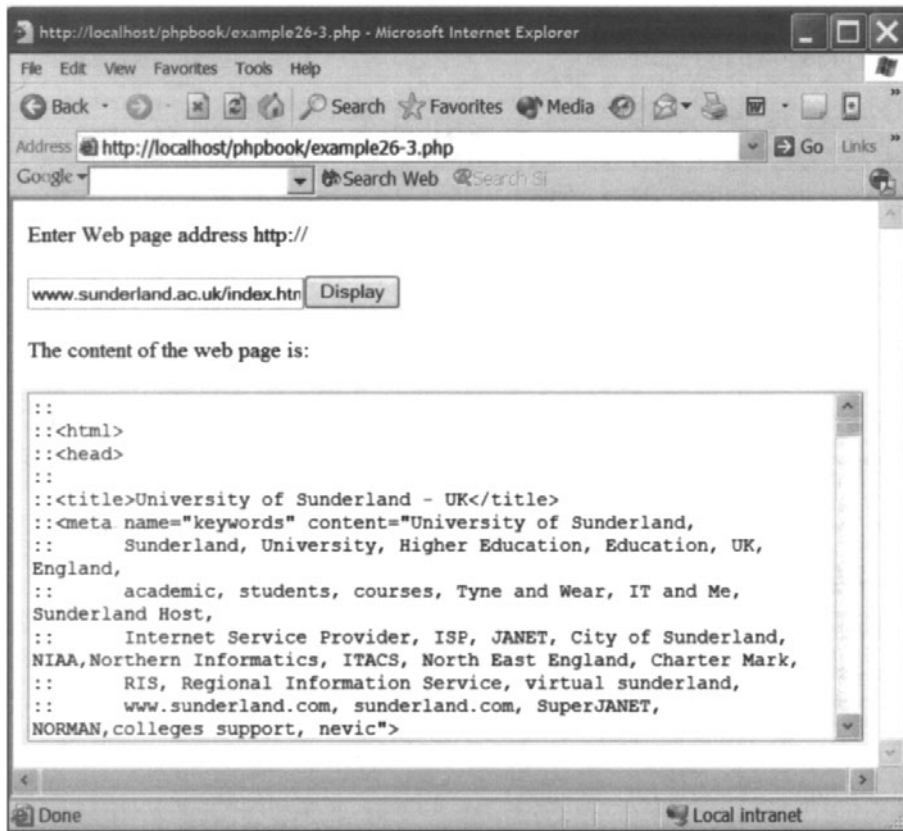 http://localhost/phpbook/example26-3.php - Microsoft Internet Explorer
File Edit View Favorites Tools Help
Back Search Favorites Media
Address http://localhost/phpbook/example26-3.php Go Links
Google Search Web Search Si
Enter Web page address http://
www.sunderland.ac.uk/index.htm Display
The content of the web page is:
::
::<html>
::<head>
::
::<title>University of Sunderland - UK</title>
::<meta name="keywords" content="University of Sunderland,
:: Sunderland, University, Higher Education, Education, UK,
England,
:: academic, students, courses, Tyne and Wear, IT and Me,
Sunderland Host,
:: Internet Service Provider, ISP, JANET, City of Sunderland,
NIAA,Northern Informatics, ITACS, North East England, Charter Mark,
:: RIS, Regional Information Service, virtual sunderland,
:: www.sunderland.com, sunderland.com, SuperJANET,
NORMAN,colleges support, nevic">
Done Local intranet